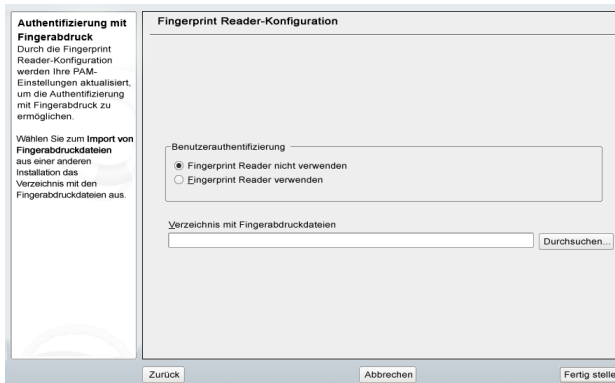 Authentifizierung mit
Fingerabdruck
Durch die Fingerprint
Reader-Konfiguration
werden Ihre PAM-
Einstellungen aktualisiert,
um die Authentifizierung
mit Fingerabdruck zu
ermöglichen.
Wählen Sie zum Import von
Fingerabdruckdateien
aus einer anderen
Installation das
Verzeichnis mit den
Fingerabdruckdateien aus.
Fingerprint Reader-Konfiguration
Benutzerauthentifizierung
Fingerprint Reader nicht verwenden
Fingerprint Reader verwenden
Verzeichnis mit Fingerabdruckdateien
Durchsuchen...
Zurück
Abbrechen
Fertig stelle